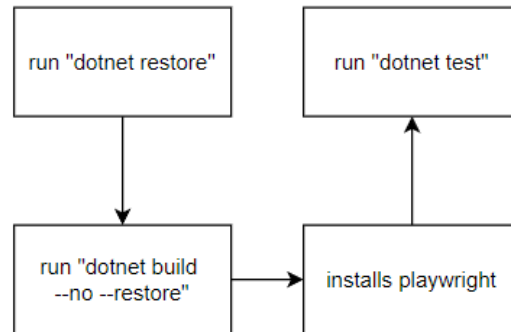 run "dotnet restore"
run "dotnet test"
run "dotnet build
--no --restore"
installs playwright